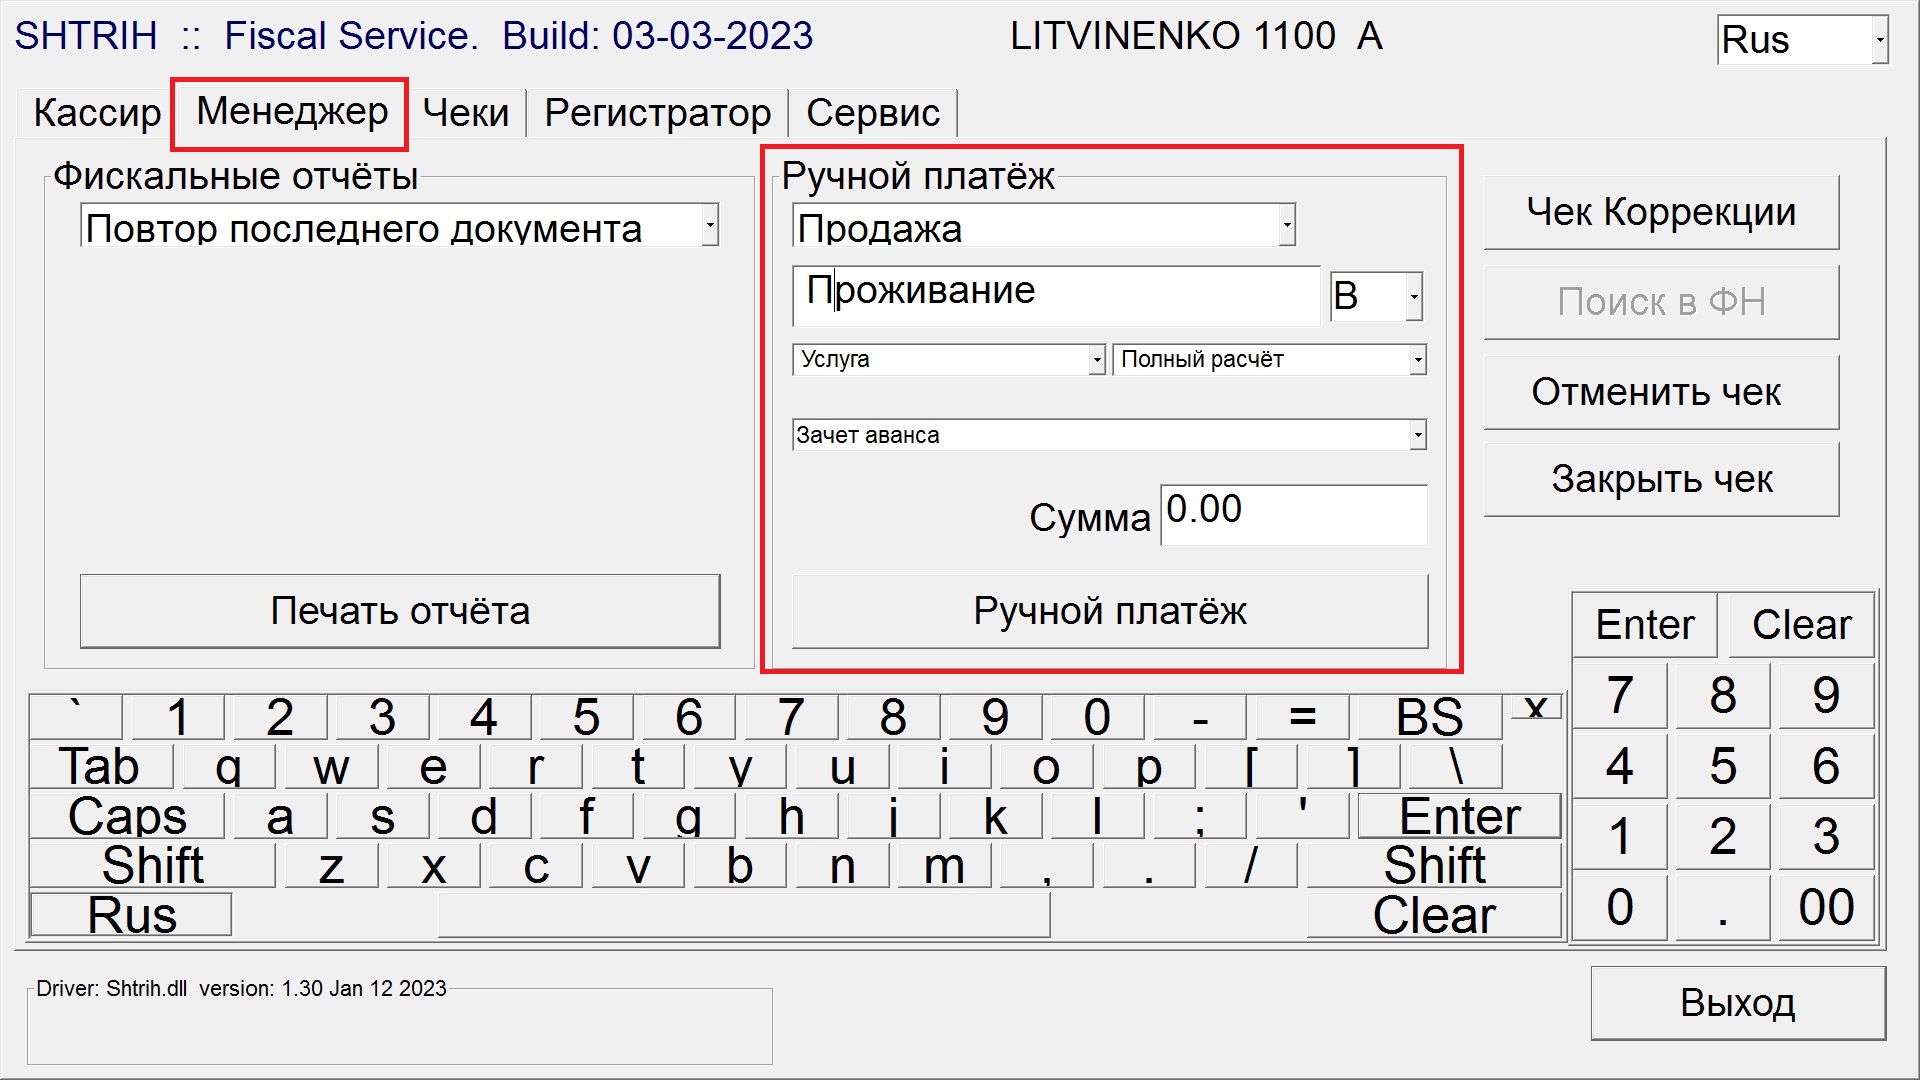 SHTRIH :: Fiscal Service. Build: 03-03-2023
LITVINENKO 1100 A
Rus
Кассир Менеджер Чеки Регистратор Сервис
Фискальные отчёты
Повтор последнего документа
Печать отчёта
Ручной платёж
Продажа
Проживание
В
Услуга
Полный расчёт
Зачет аванса
Сумма 0.00
Ручной платёж
Чек Коррекции
Поиск в ФН
Отменить чек
Закрыть чек
` 1 2 3 4 5 6 7 8 9 0 - = BS X
Tab q w e r t y u i o p [ ] \
Caps a s d f g h j k l ; ' Enter
Shift z x c v b n m , . / Shift
Rus Clear
Enter Clear
7 8 9
4 5 6
1 2 3
0 . 00
Driver: Shtrih.dll version: 1.30 Jan 12 2023
Выход